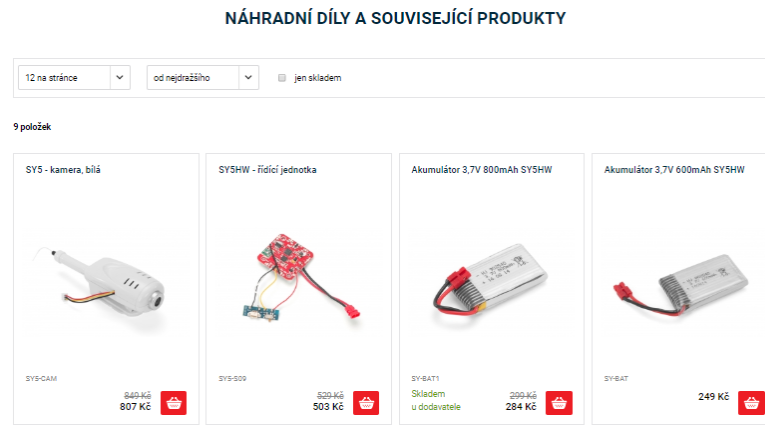 NÁHRADNÍ DÍLY A SOUVISEJÍCÍ PRODUKTY
12 na stránce
od nejdražšího
jen skladem
9 položek
SY5 - kamera, bílá
SY5-CAM
849 Kč
807 Kč
SY5HW - řídící jednotka
SY5-S09
529 Kč
503 Kč
Akumulátor 3,7V 800mAh SY5HW
SY-BAT1
Skladem
u dodavatele
299 Kč
284 Kč
Akumulátor 3,7V 600mAh SY5HW
SY-BAT
249 Kč